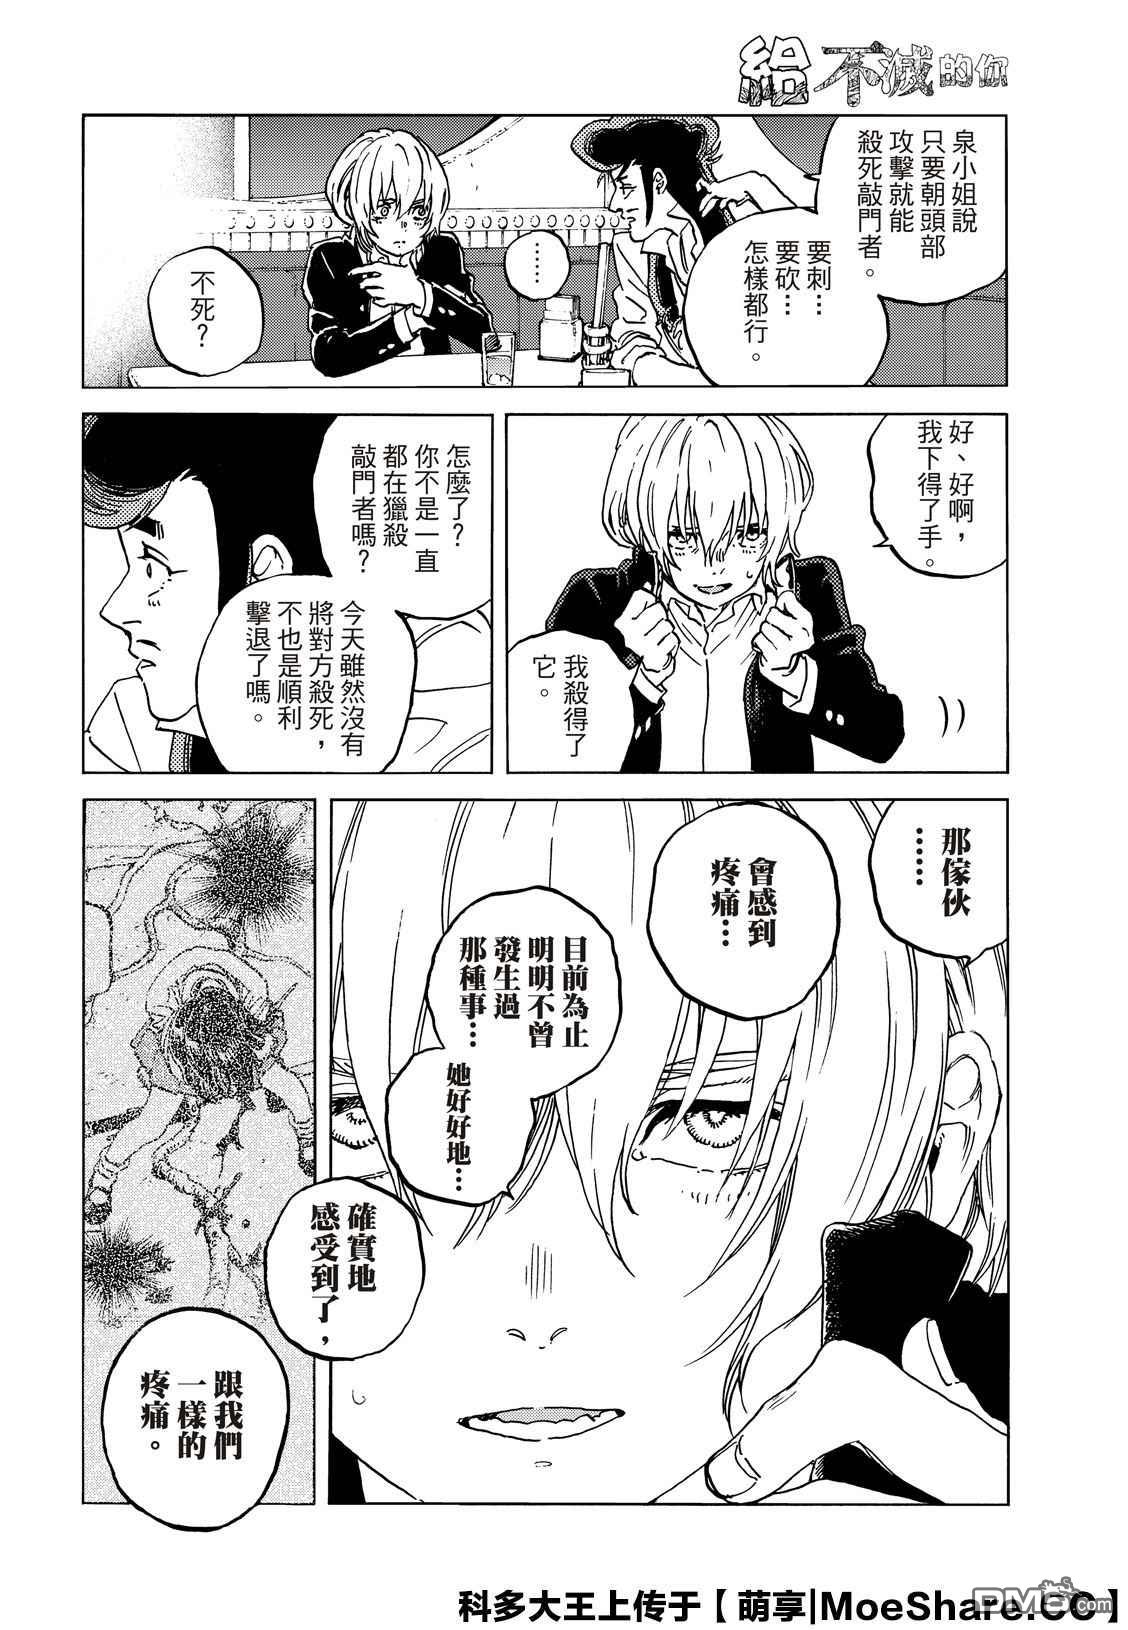 給不滅的你
泉小姐說
只要朝頭部
攻擊就能
殺死敲門者。
要刺⋯
要砍⋯
怎樣都行。
⋯⋯
不死？
好、好啊，
我下得了手。
我殺得了
它。
怎麼了？
你不是一直
都在獵殺
敲門者嗎？
今天雖然沒有
將對方殺死，
不也是順利
擊退了嗎。
那傢伙
⋯⋯
會感到
疼痛⋯
目前為止
明明不曾
發生過
那種事⋯
她好好地⋯
確實地
感受到了，
跟我們
一樣的
疼痛。
科多大王上传于【萌享|MoeShare.CC】